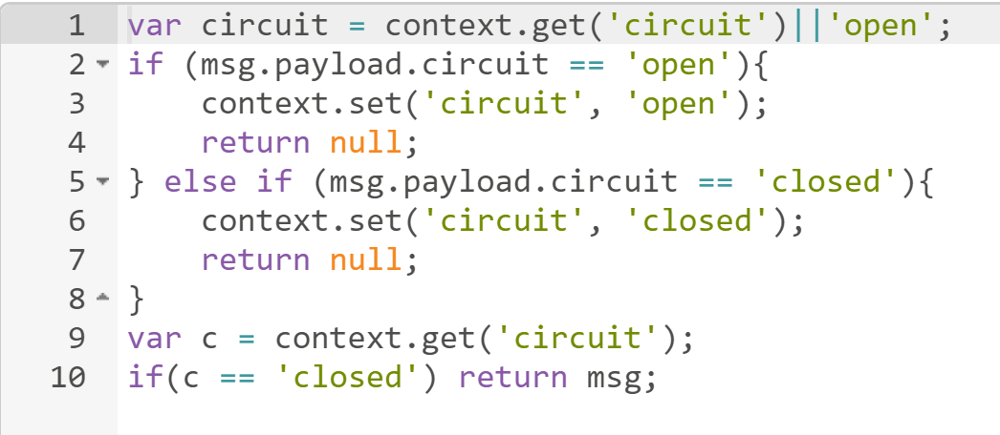 1 var circuit = context.get('circuit')||'open';
2 if (msg.payload.circuit == 'open'){
3     context.set('circuit', 'open');
4     return null;
5 } else if (msg.payload.circuit == 'closed'){
6     context.set('circuit', 'closed');
7     return null;
8 }
9 var c = context.get('circuit');
10 if(c == 'closed') return msg;